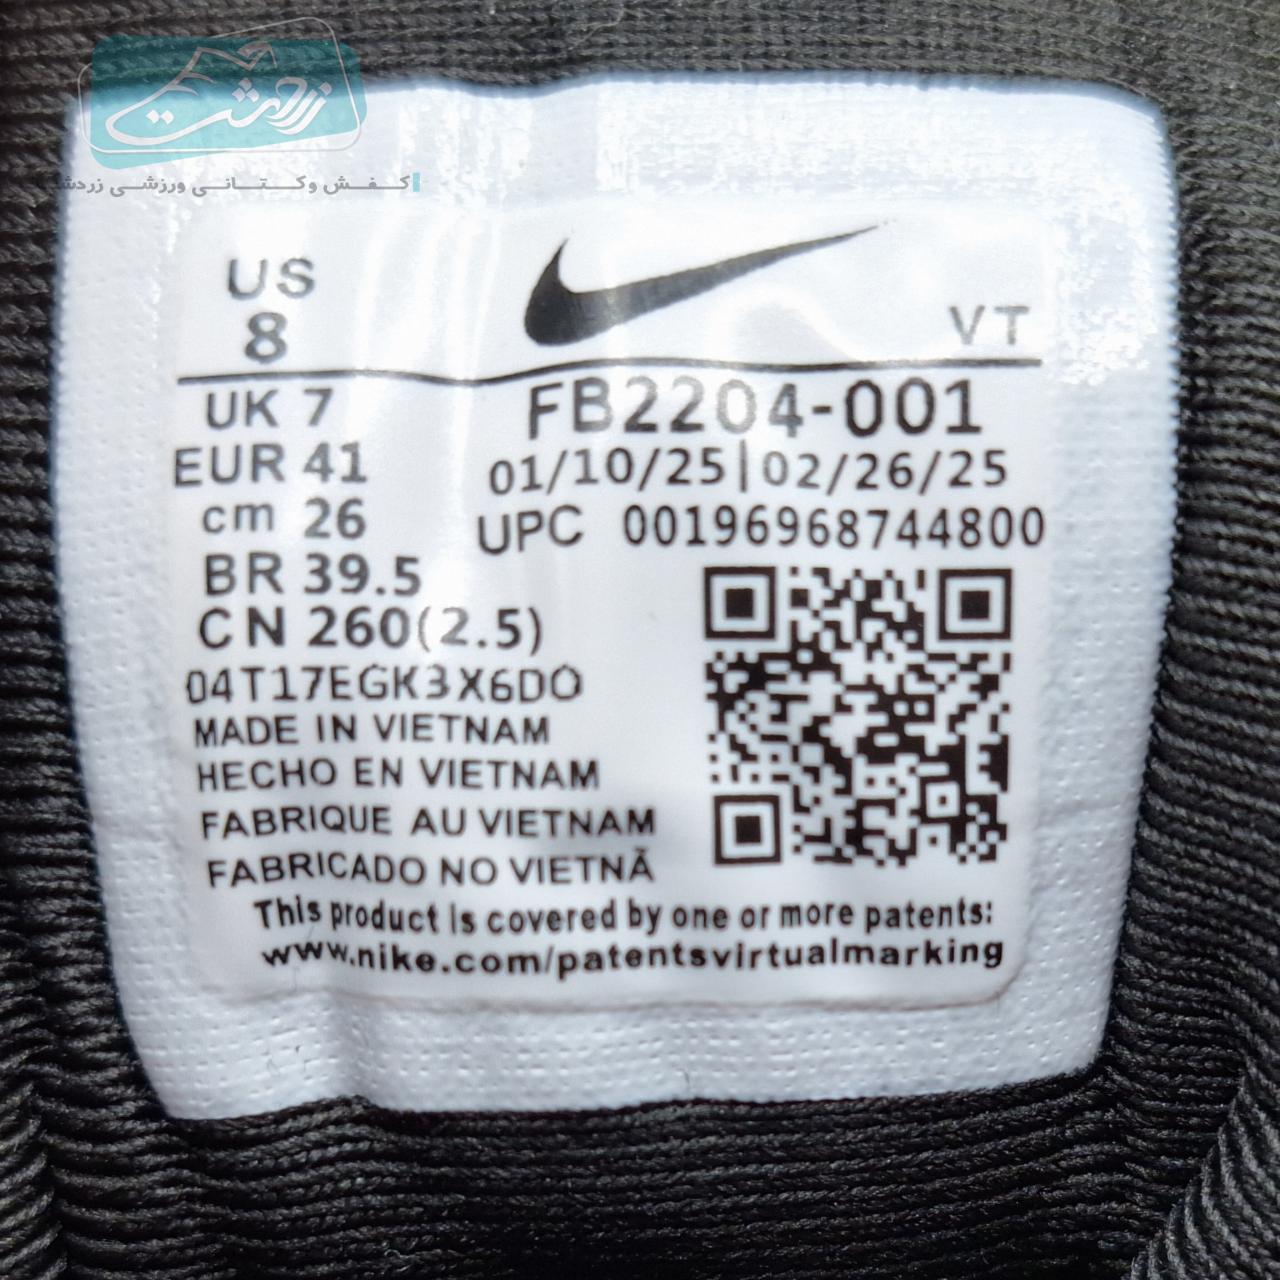 زردشت
کفش و کتانی ورزشی زردشت
US
8
VT
UK 7
FB2204-001
EUR 41
01/10/25|02/26/25
cm 26
UPC 00196968744800
BR 39.5
CN 260(2.5)
04T17EGK3X6DO
MADE IN VIETNAM
HECHO EN VIETNAM
FABRIQUE AU VIETNAM
FABRICADO NO VIETNÃ
This product is covered by one or more patents:
www.nike.com/patentsvirtualmarking